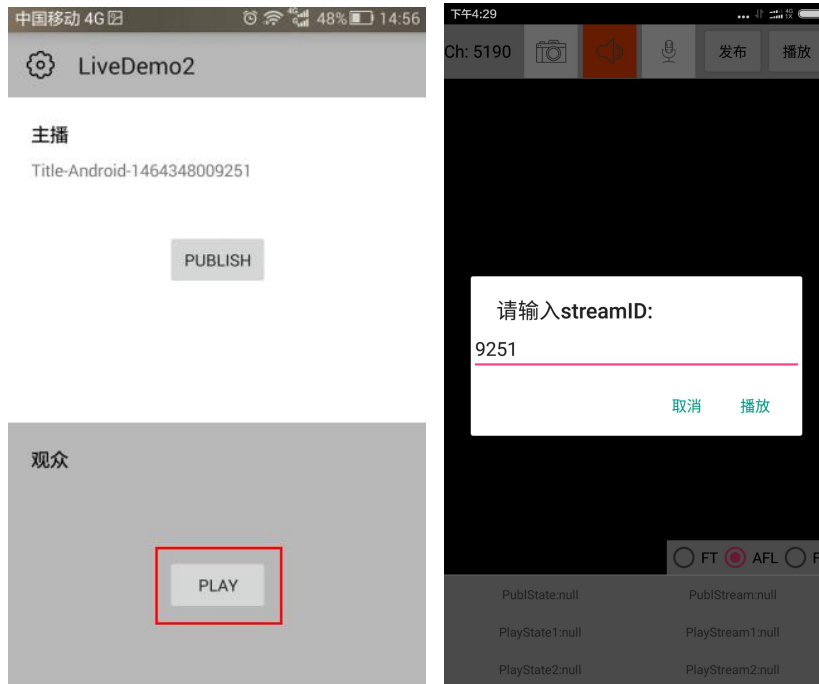 中国移动 4G 48% 14:56
LiveDemo2
主播
Title-Android-1464348009251
PUBLISH
观众
PLAY
下午4:29
Ch: 5190 发布 播放
请输入streamID:
9251
取消 播放
FT AFL F
PublState:null PublStream:null
PlayState1:null PlayStream1:null
PlayState2:null PlayStream2:null